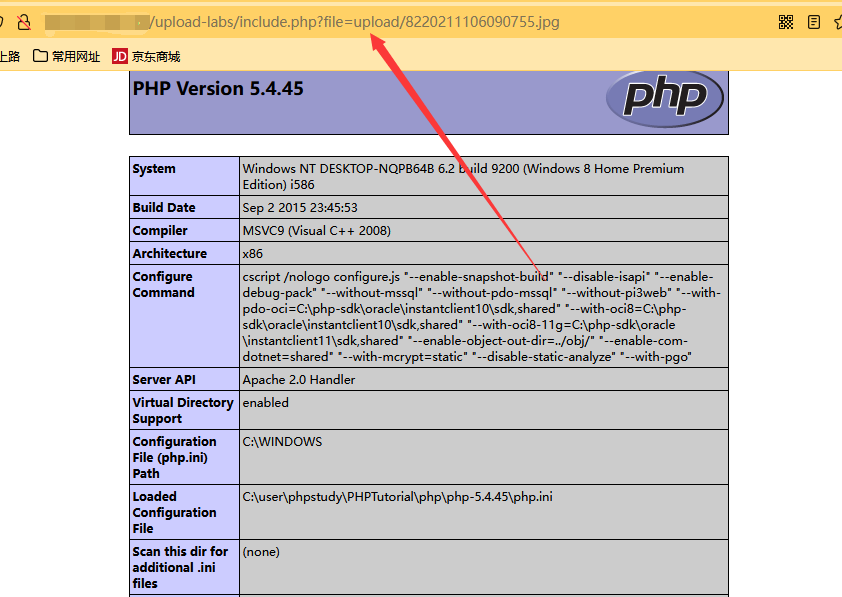 /upload-labs/include.php?file=upload/8220211106090755.jpg
上路 常用网址 JD 京东商城
PHP Version 5.4.45
php
System Windows NT DESKTOP-NQPB64B 6.2 build 9200 (Windows 8 Home Premium
Edition) i586
Build Date Sep 2 2015 23:45:53
Compiler MSVC9 (Visual C++ 2008)
Architecture x86
Configure cscript /nologo configure.js "--enable-snapshot-build" "--disable-isapi" "--enable-
Command debug-pack" "--without-mssql" "--without-pdo-mssql" "--without-pi3web" "--with-
pdo-oci=C:\php-sdk\oracle\instantclient10\sdk,shared" "--with-oci8=C:\php-
sdk\oracle\instantclient10\sdk,shared" "--with-oci8-11g=C:\php-sdk\oracle
\instantclient11\sdk,shared" "--enable-object-out-dir=../obj/" "--enable-com-
dotnet=shared" "--with-mcrypt=static" "--disable-static-analyze" "--with-pgo"
Server API Apache 2.0 Handler
Virtual Directory enabled
Support
Configuration C:\WINDOWS
File (php.ini)
Path
Loaded C:\user\phpstudy\PHPTutorial\php\php-5.4.45\php.ini
Configuration
File
Scan this dir for (none)
additional .ini
files